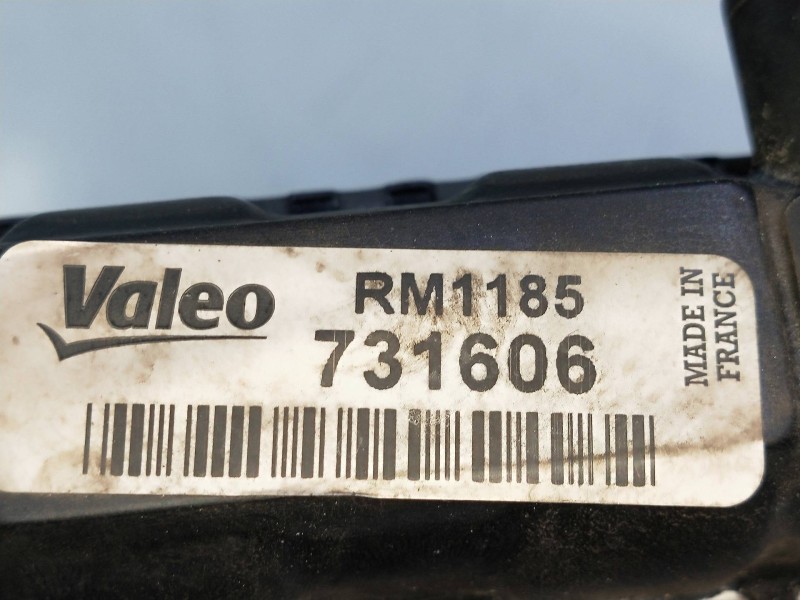 Valeo
RM1185
731606
MADE IN
FRANCE